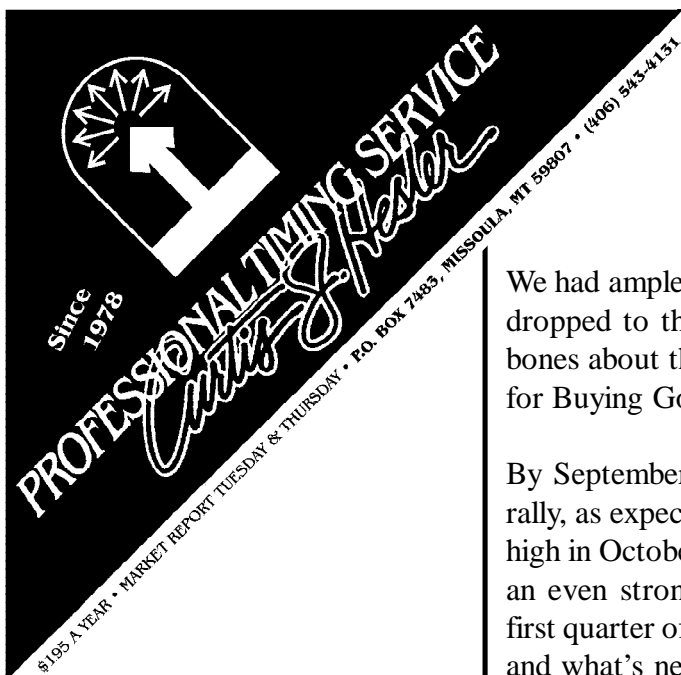 Since
1978
PROFESSIONAL TIMING SERVICE
Curtis J. Hesler
$195 A YEAR • MARKET REPORT TUESDAY & THURSDAY • P.O. BOX 7483, MISSOULA, MT 59807 • (406) 543-4131
We had ample
dropped to th
bones about th
for Buying Go
By September
rally, as expec
high in Octobe
an even stron
first quarter of
and what's ne